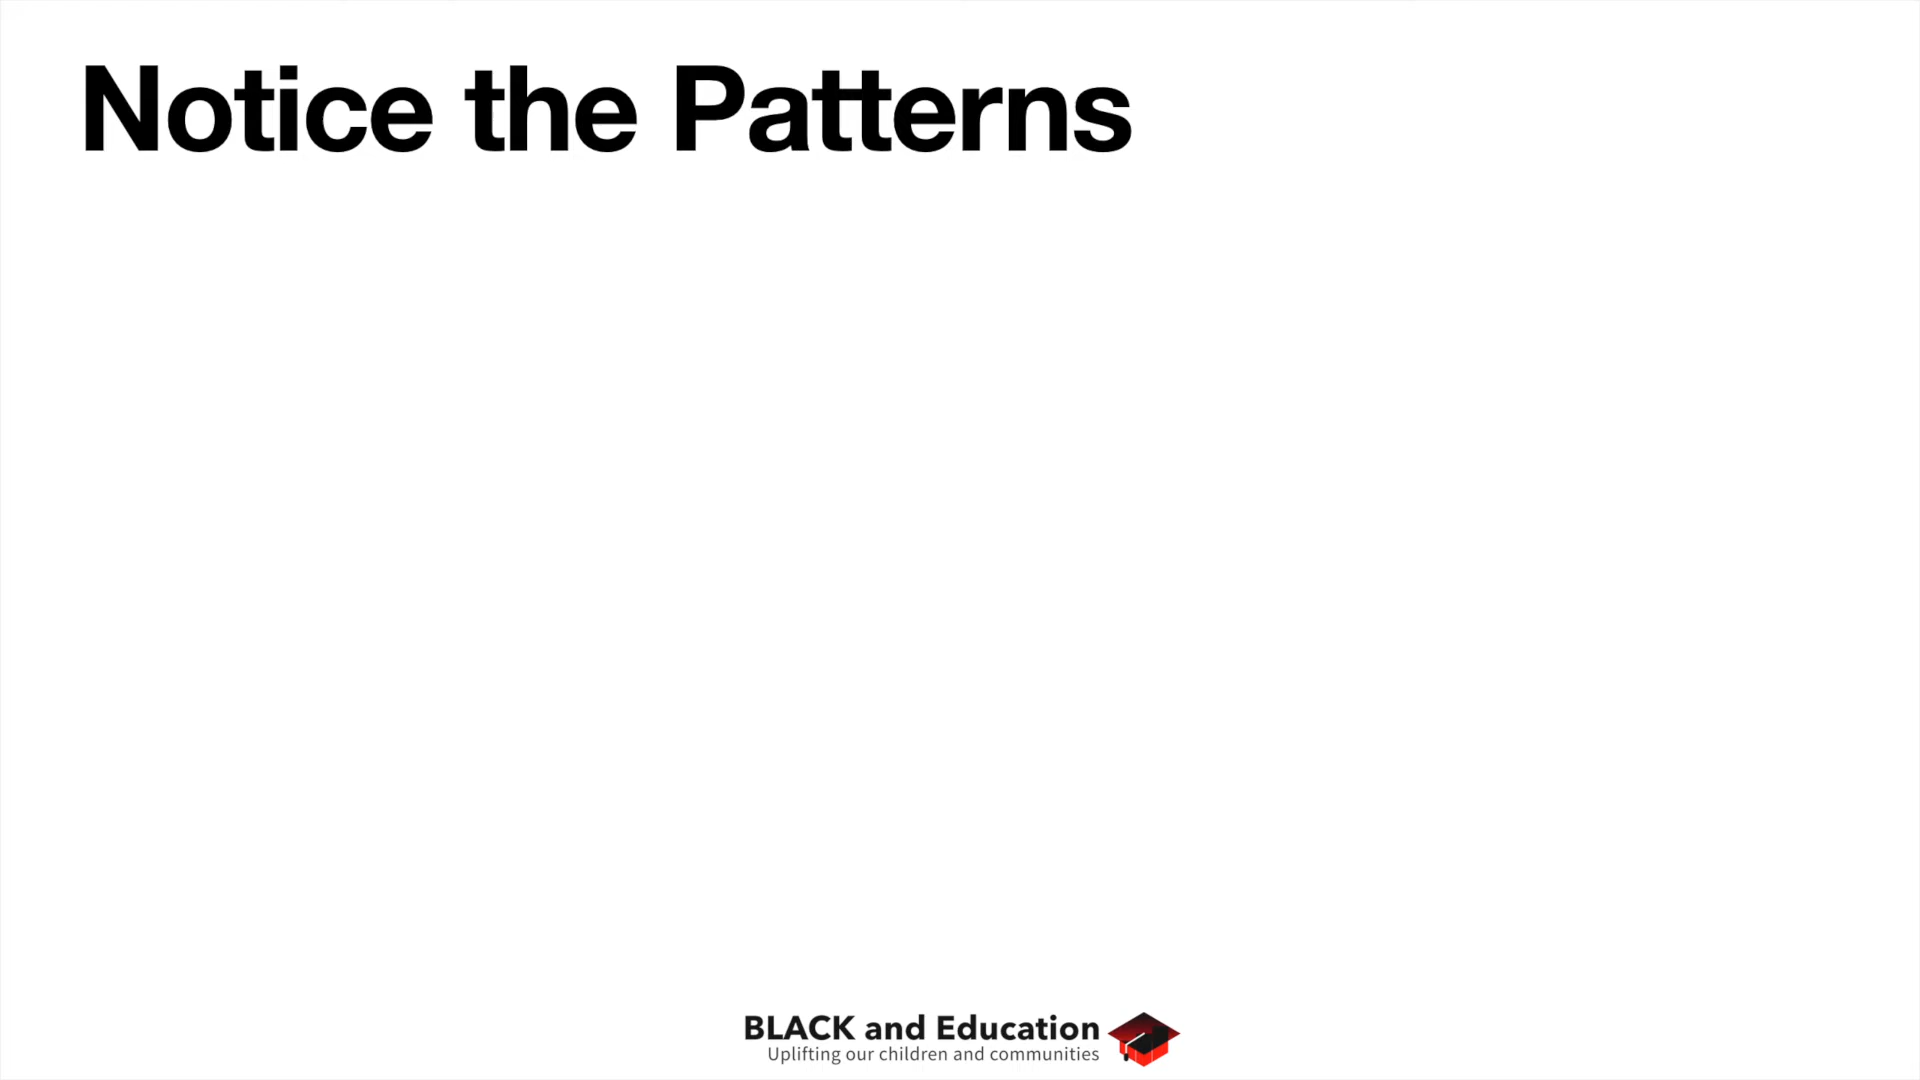 Notice the Patterns
BLACK and Education
Uplifting our children and communities